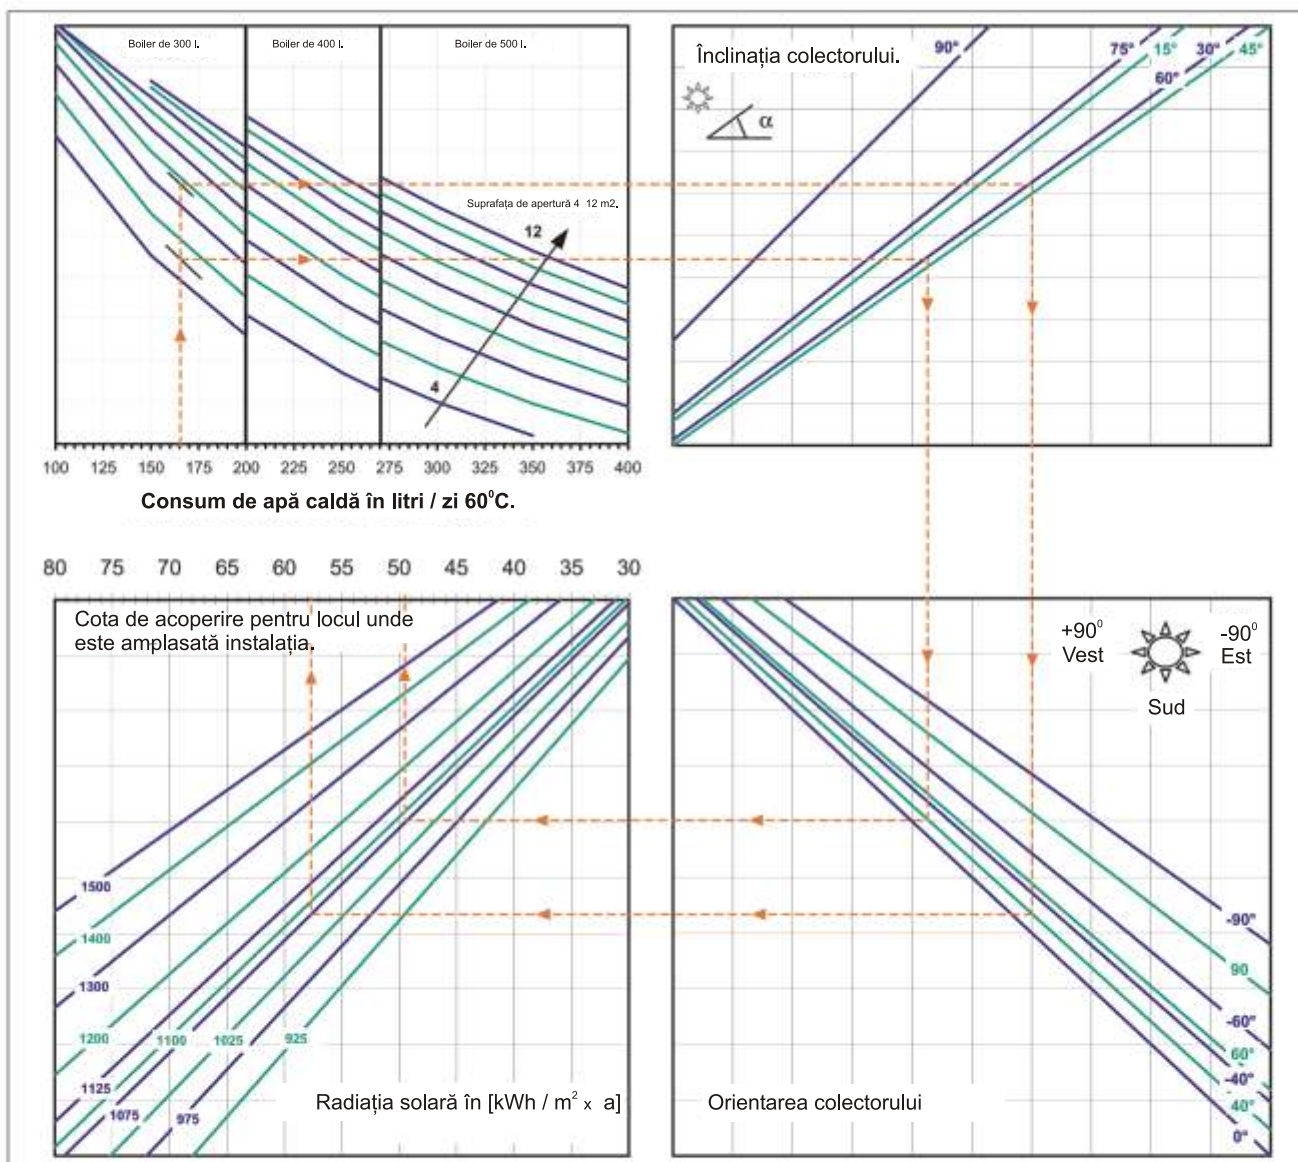 Boiler de 300 l.
Boiler de 400 l.
Boiler de 500 l.
Suprafața de apertură 4 12 m2.
12
4
100 125 150 175 200 225 250 275 300 325 350 375 400
Consum de apă caldă în litri / zi 60⁰C.
Înclinația colectorului.
α
90° 75° 15° 30° 45°
60°
80 75 70 65 60 55 50 45 40 35 30
Cota de acoperire pentru locul unde
este amplasată instalația.
1500
1400
1300
1200 1100 1025 925
1125
1075 975
Radiația solară în [kWh / m² x a]
+90⁰ -90⁰
Vest Est
Sud
-90°
90
-60°
60°
-40°
40°
0°
Orientarea colectorului